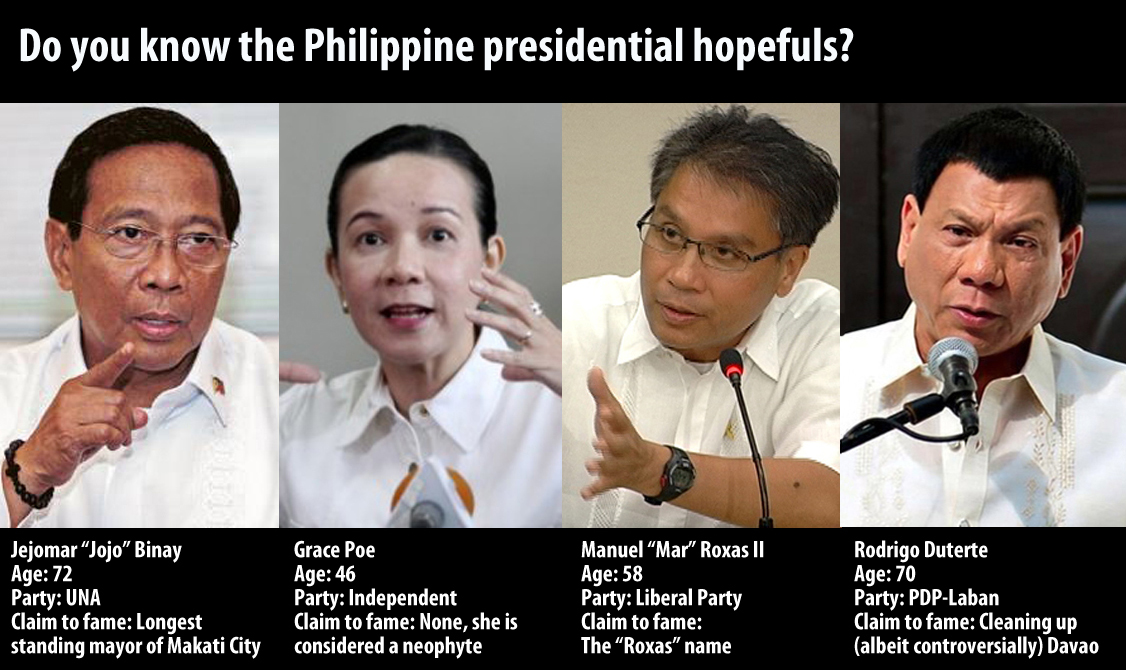 Do you know the Philippine presidential hopefuls?
Jejomar “Jojo” Binay
Age: 72
Party: UNA
Claim to fame: Longest
standing mayor of Makati City
Grace Poe
Age: 46
Party: Independent
Claim to fame: None, she is
considered a neophyte
Manuel “Mar” Roxas II
Age: 58
Party: Liberal Party
Claim to fame:
The “Roxas” name
Rodrigo Duterte
Age: 70
Party: PDP-Laban
Claim to fame: Cleaning up
(albeit controversially) Davao